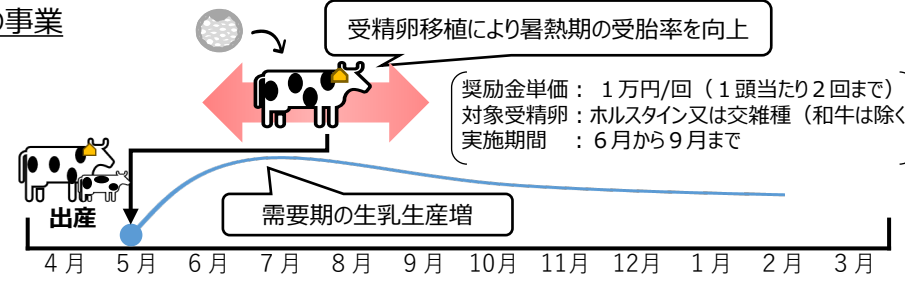 の事業
受精卵移植により暑熱期の受胎率を向上
奨励金単価： １万円/回（１頭当たり２回まで）
対象受精卵：ホルスタイン又は交雑種（和牛は除く
実施期間　：６月から９月まで
出産
需要期の生乳生産増
４月 ５月 ６月 ７月 ８月 ９月 10月 11月 12月 １月 ２月 ３月